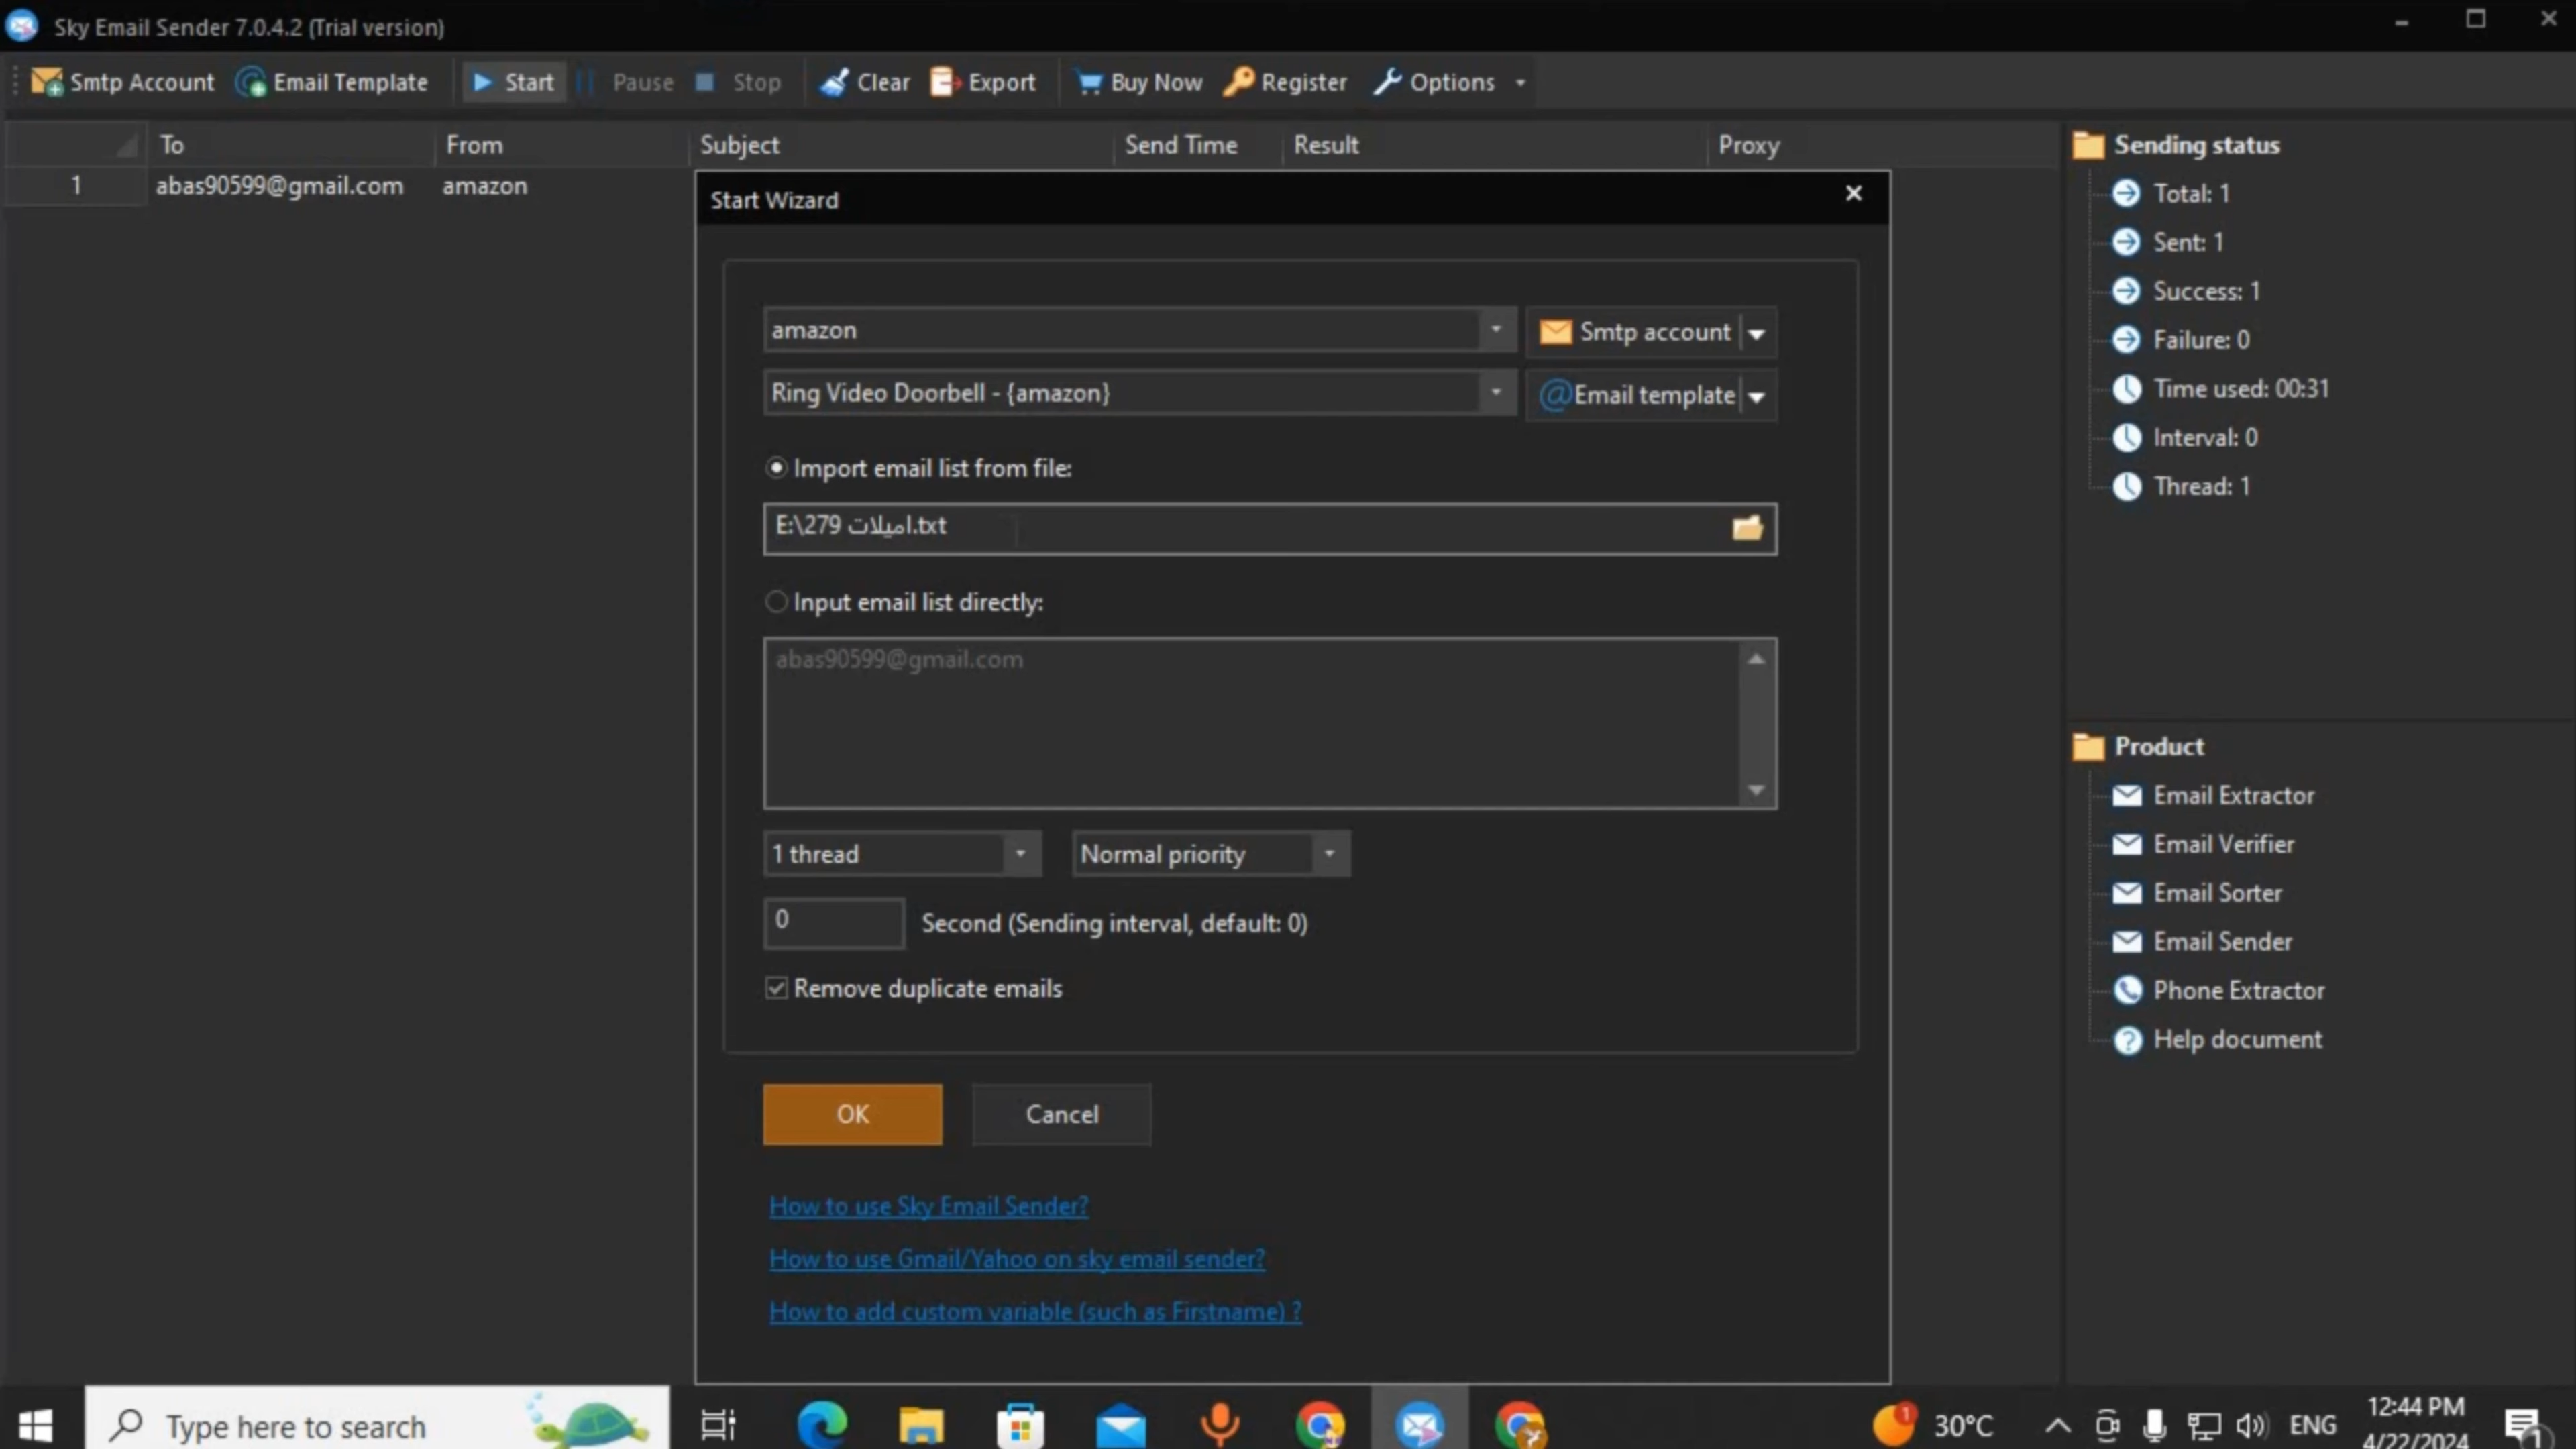 Sky Email Sender 7.0.4.2 (Trial version)
Smtp Account Email Template Start Pause Stop Clear Export Buy Now Register Options
To From Subject Send Time Result Proxy
1 abas90599@gmail.com amazon
Start Wizard
amazon Smtp account
Ring Video Doorbell - {amazon} @Email template
Import email list from file:
E:\279 اميلات.txt
Input email list directly:
abas90599@gmail.com
1 thread Normal priority
0 Second (Sending interval, default: 0)
Remove duplicate emails
OK Cancel
How to use Sky Email Sender?
How to use Gmail/Yahoo on sky email sender?
How to add custom variable (such as Firstname) ?
Sending status
Total: 1
Sent: 1
Success: 1
Failure: 0
Time used: 00:31
Interval: 0
Thread: 1
Product
Email Extractor
Email Verifier
Email Sorter
Email Sender
Phone Extractor
Help document
Type here to search
1
30°C
ENG
12:44 PM
4/22/2024
1